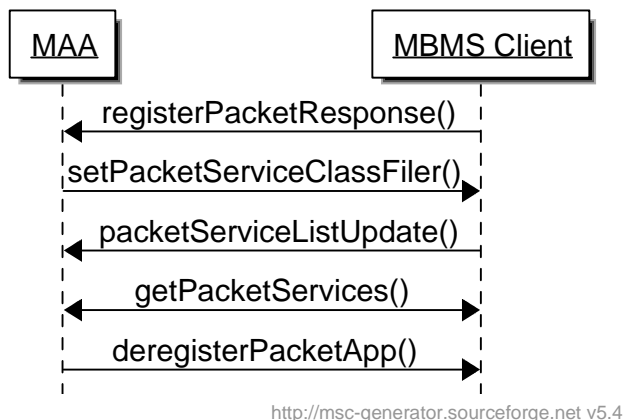 MAA
MBMS Client
registerPacketResponse()
setPacketServiceClassFiler()
packetServiceListUpdate()
getPacketServices()
deregisterPacketApp()
http://msc-generator.sourceforge.net v5.4